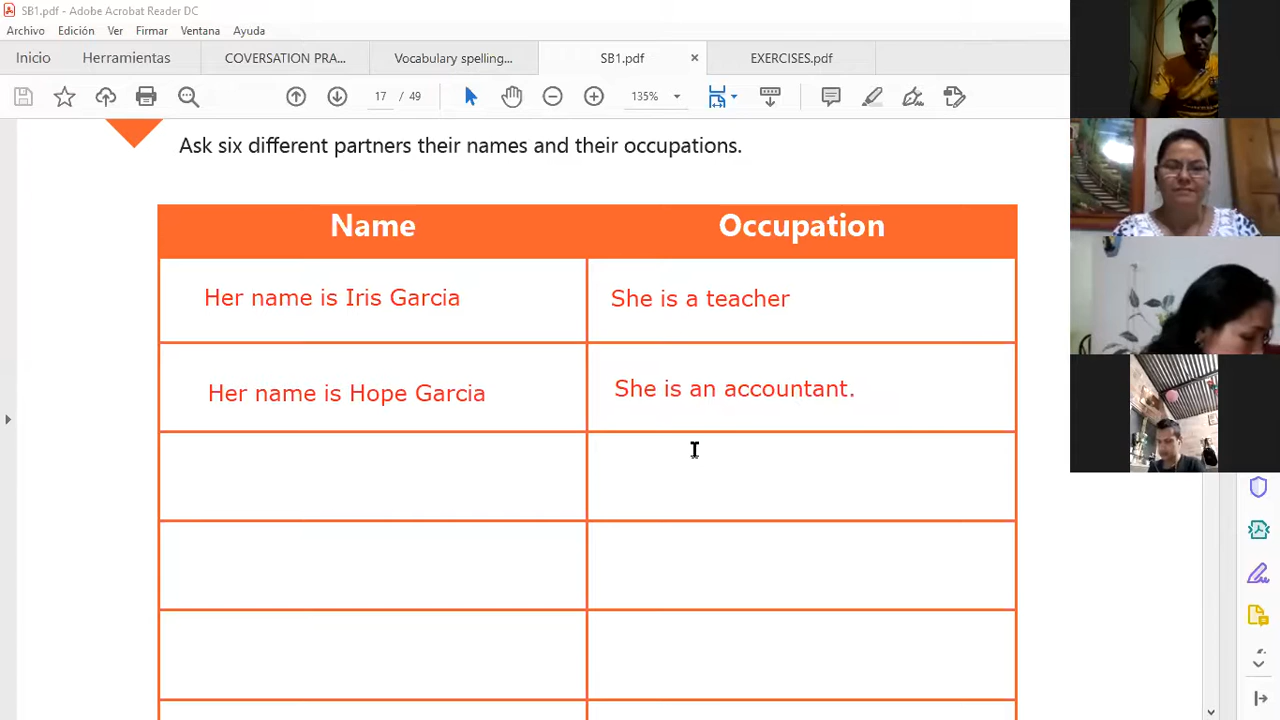 SB1.pdf - Adobe Acrobat Reader DC
Archivo Edición Ver Firmar Ventana Ayuda
Inicio Herramientas COVERSATION PRA... Vocabulary spelling... SB1.pdf × EXERCISES.pdf
17 / 49 135%
Ask six different partners their names and their occupations.
Name Occupation
Her name is Iris Garcia She is a teacher
Her name is Hope Garcia She is an accountant.